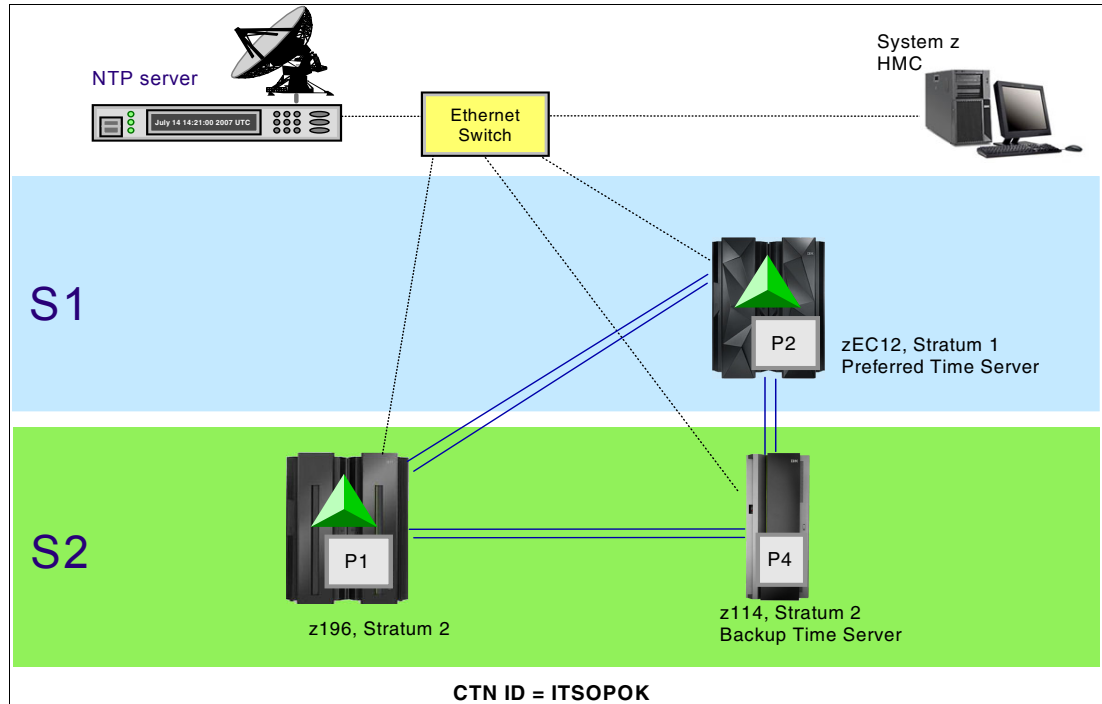 NTP server
July 14 14:21:00 2007 UTC
Ethernet
Switch
System z
HMC
S1
P2
zEC12, Stratum 1
Preferred Time Server
S2
P1
z196, Stratum 2
P4
z114, Stratum 2
Backup Time Server
CTN ID = ITSOPOK